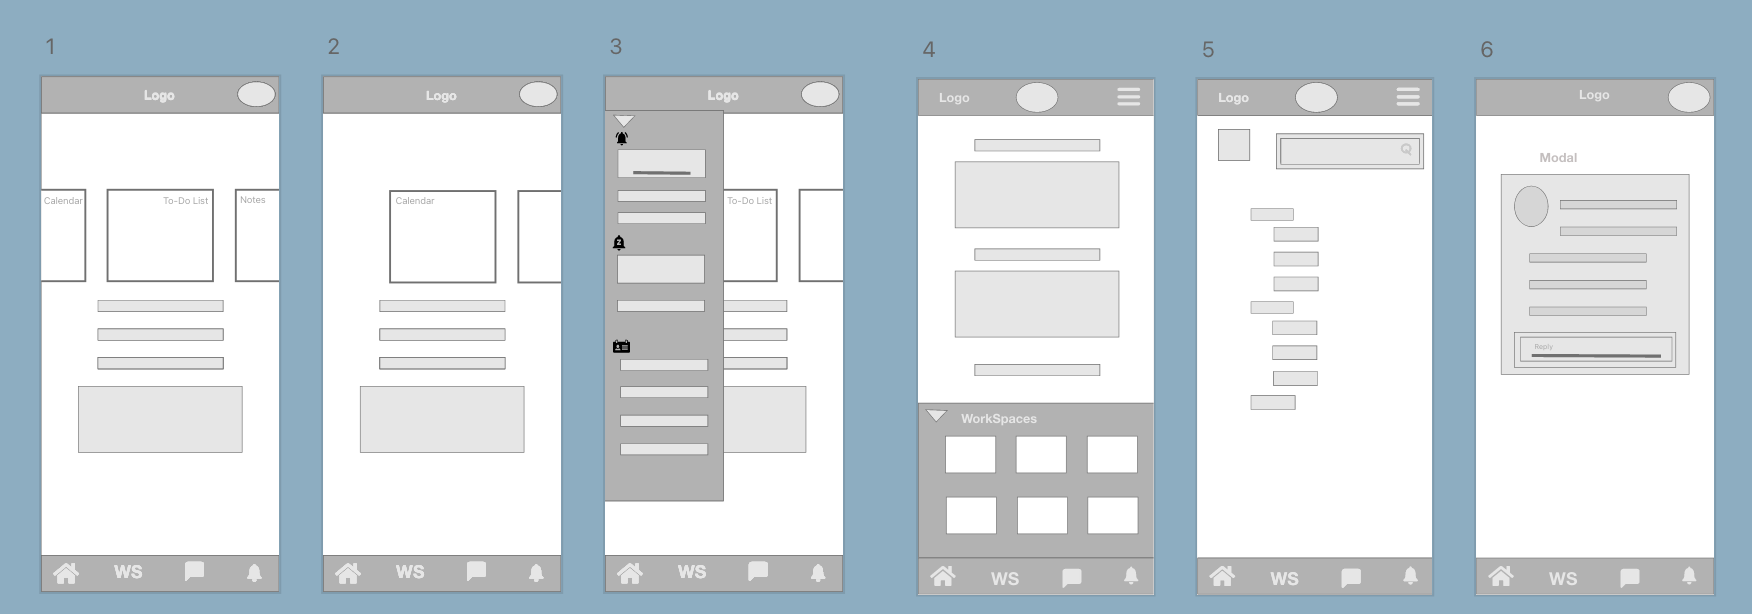 1
2
3
4
5
6
Logo
Calendar
To-Do List
Notes
WS
Logo
Calendar
WS
Logo
To-Do List
z
WS
Logo
WorkSpaces
WS
Logo
WS
Logo
Modal
Reply
WS